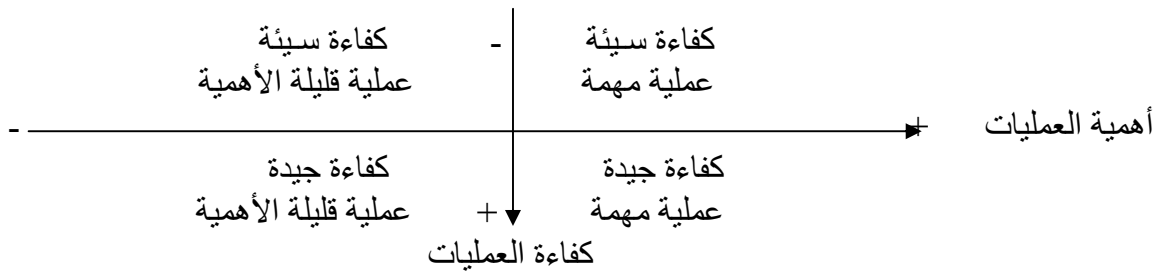 كفاءة سيئة
عملية مهمة
-
كفاءة سيئة
عملية قليلة الأهمية
أهمية العمليات
+
-
كفاءة جيدة
عملية مهمة
+
كفاءة جيدة
عملية قليلة الأهمية
كفاءة العمليات